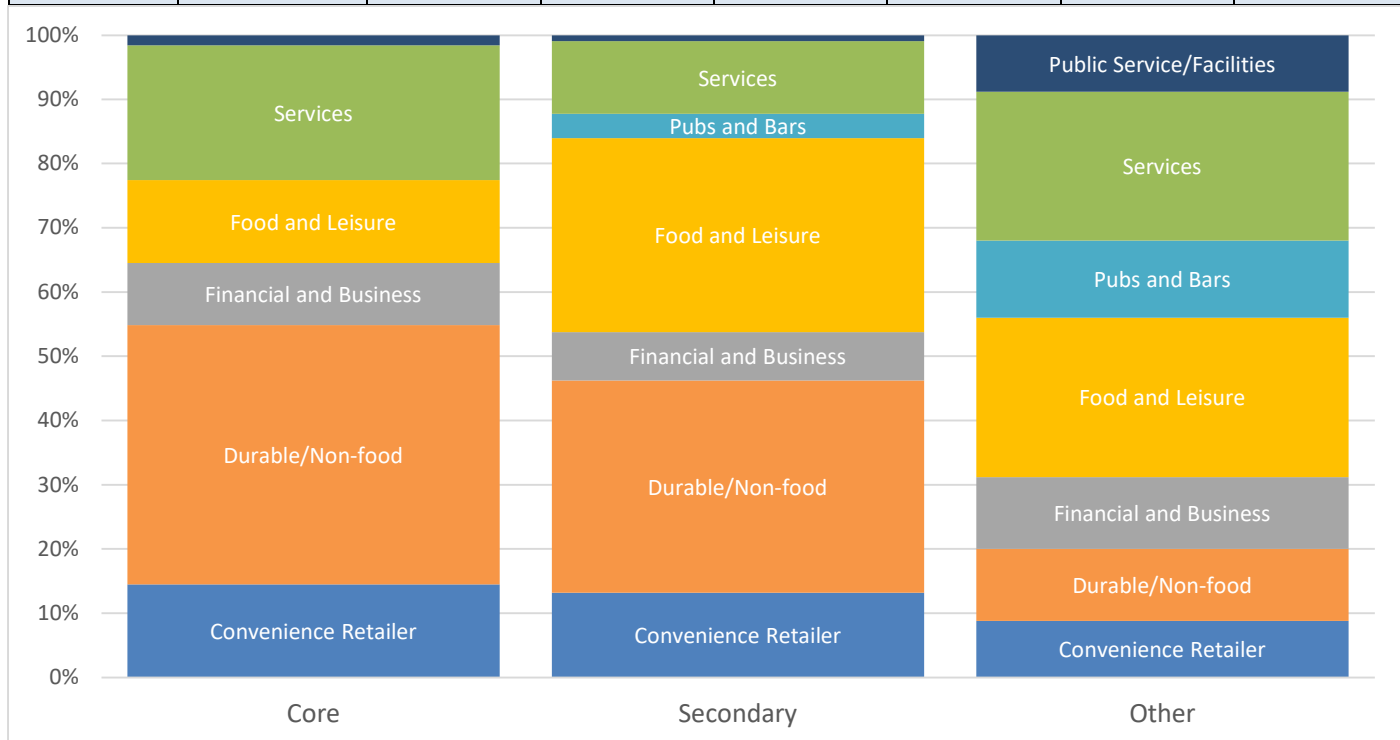 100%
90%
80%
70%
60%
50%
40%
30%
20%
10%
0%
Services
Food and Leisure
Financial and Business
Durable/Non-food
Convenience Retailer
Services
Pubs and Bars
Food and Leisure
Financial and Business
Durable/Non-food
Convenience Retailer
Public Service/Facilities
Services
Pubs and Bars
Food and Leisure
Financial and Business
Durable/Non-food
Convenience Retailer
Core
Secondary
Other